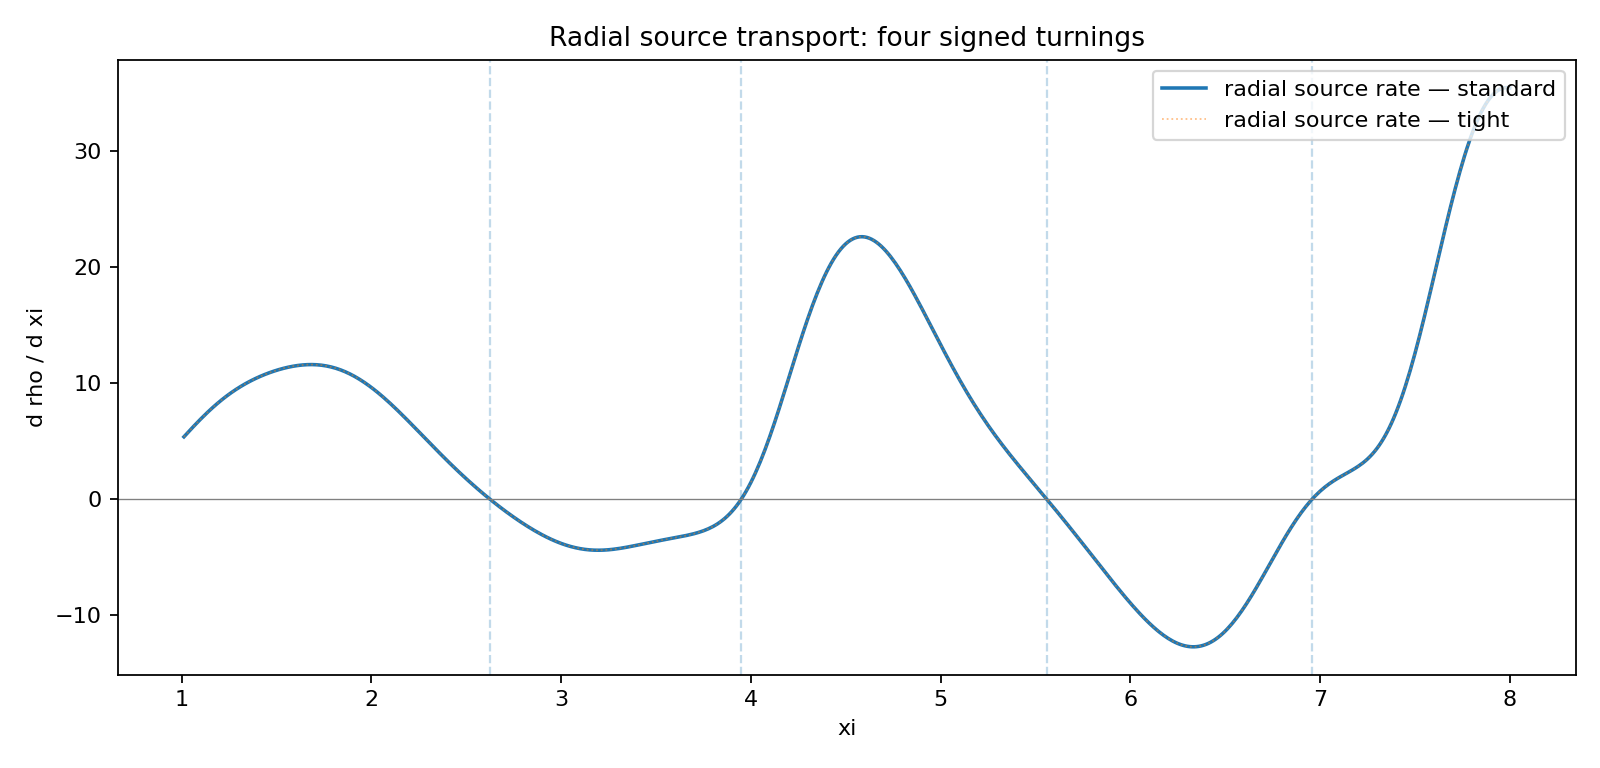 Radial source transport: four signed turnings
radial source rate — standard
radial source rate — tight
d rho / d xi
30
20
10
0
−10
1 2 3 4 5 6 7 8
xi